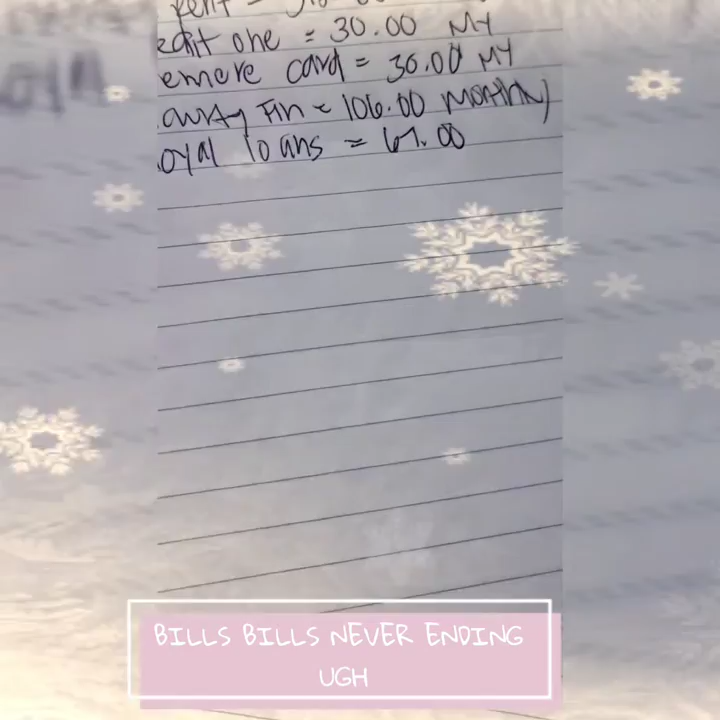 edit one = 30.00 MY
emere card = 30.00 MY
Fin = 106.00 Monthly
oyal loans = 67.00
BILLS BILLS NEVER ENDING
UGH